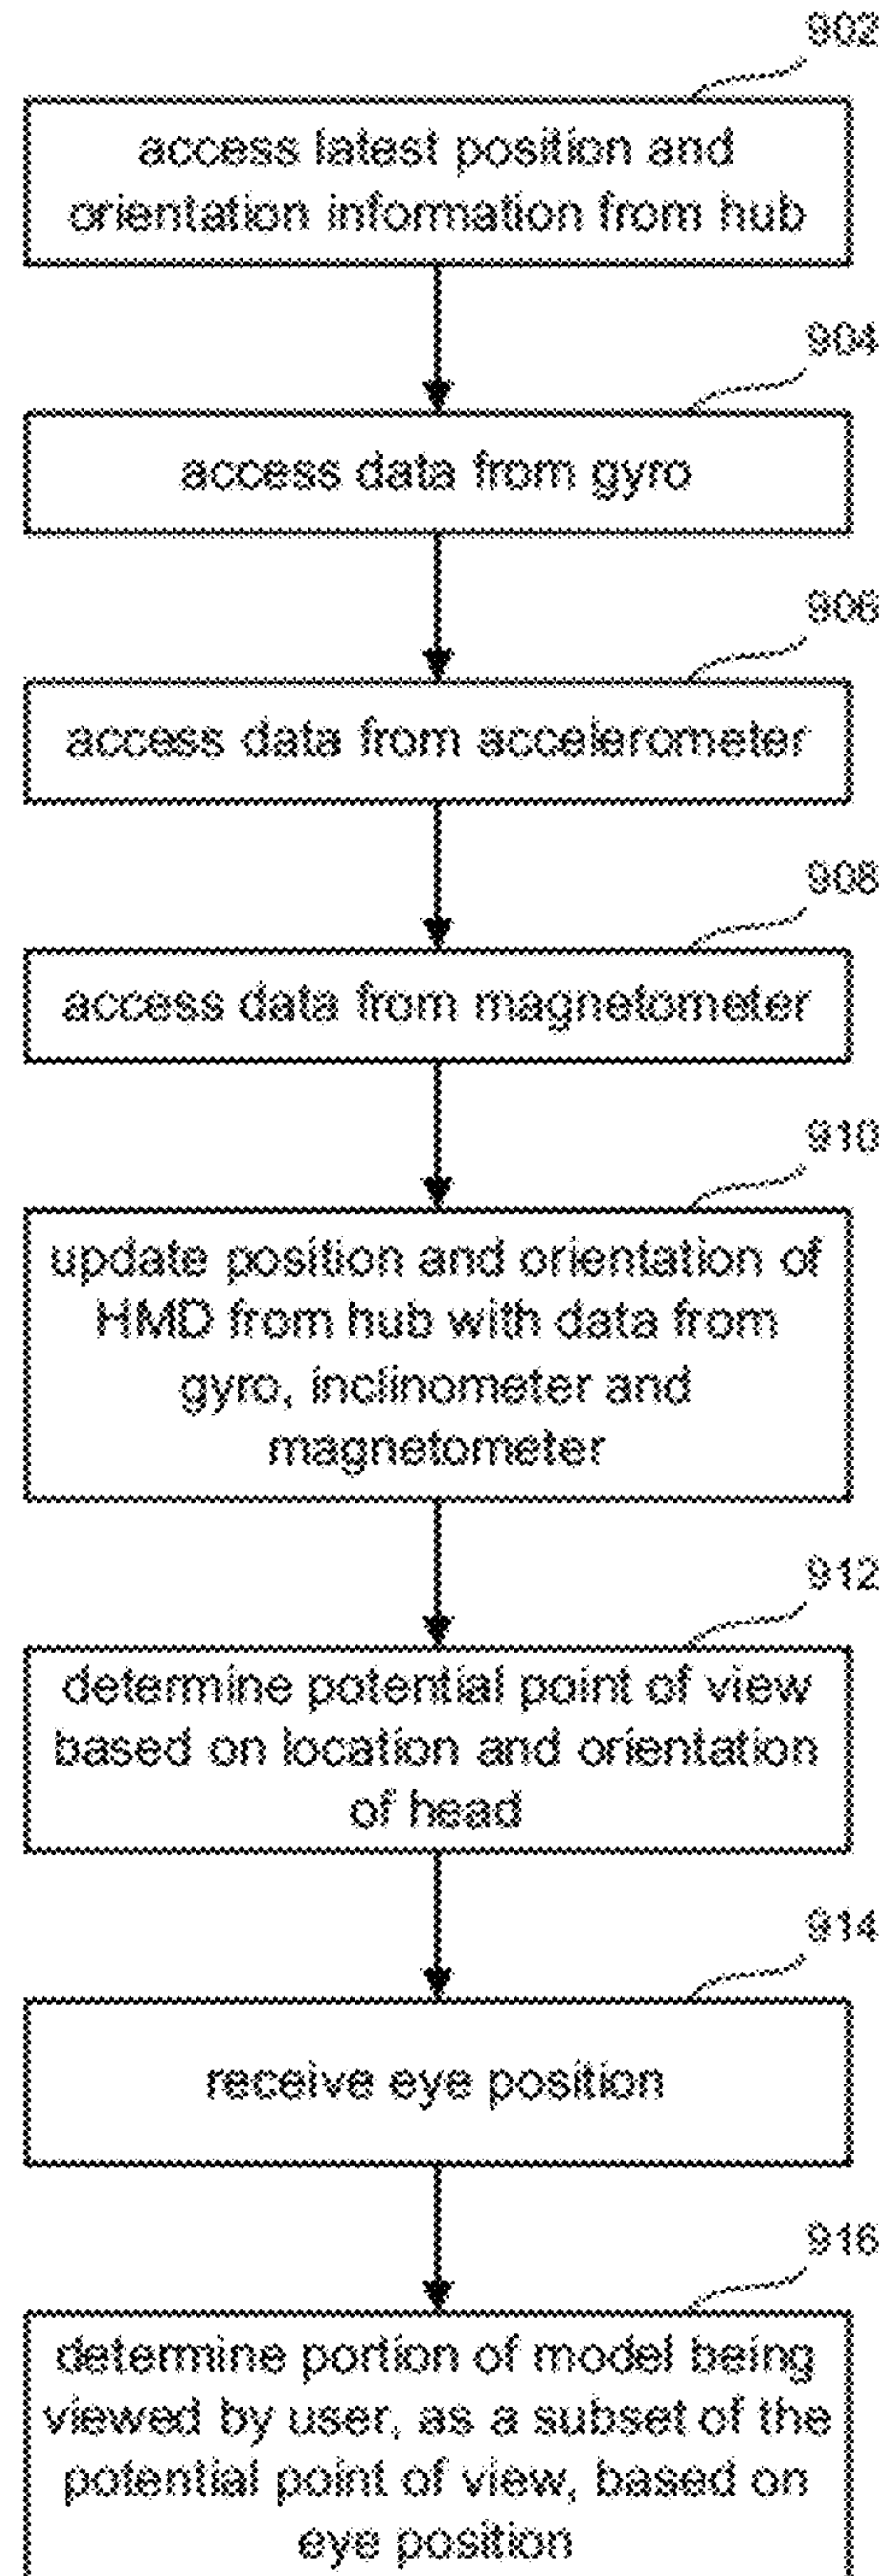 902
access latest position and
orientation information from hub
904
access data from gyro
906
access data from accelerometer
908
access data from magnetometer
910
update position and orientation of
HMD from hub with data from
gyro, inclinometer and
magnetometer
912
determine potential point of view
based on location and orientation
of head
914
receive eye position
916
determine portion of model being
viewed by user, as a subset of the
potential point of view, based on
eye position